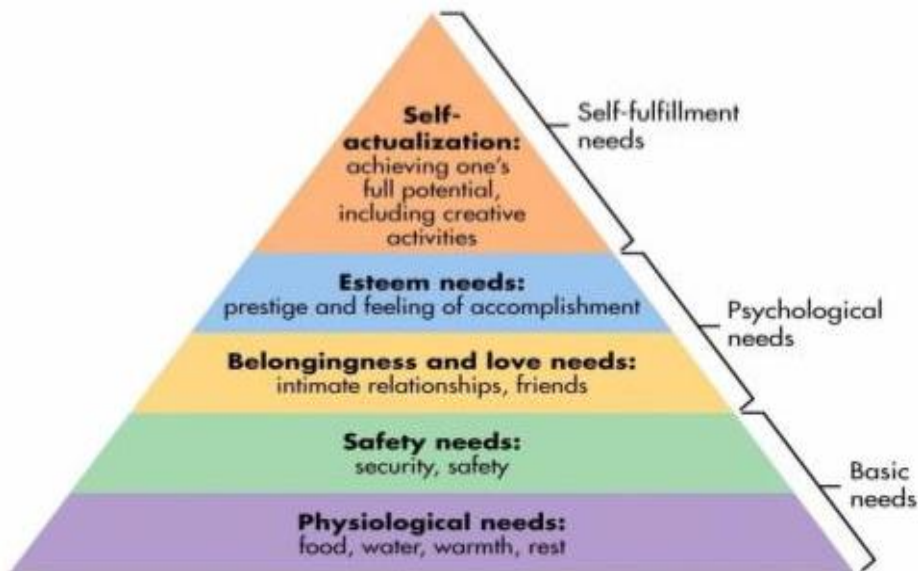 Self-
actualization:
achieving one's
full potential,
including creative
activities
Self-fulfillment
needs
Esteem needs:
prestige and feeling of accomplishment
Psychological
needs
Belongingness and love needs:
intimate relationships, friends
Safety needs:
security, safety
Basic
needs
Physiological needs:
food, water, warmth, rest